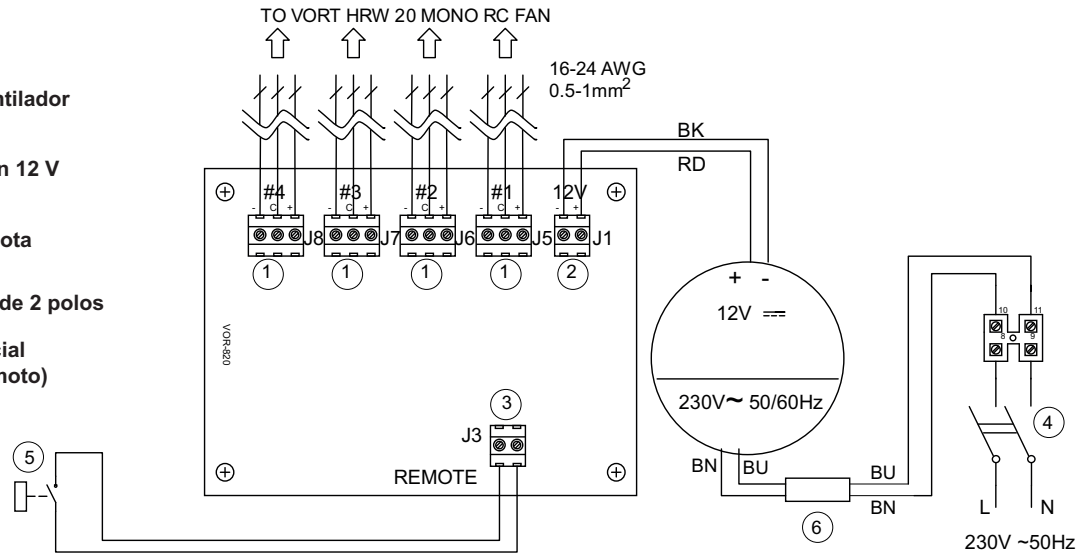 TO VORT HRW 20 MONO RC FAN
16-24 AWG
0.5-1mm2
ntilador
n 12 V
ota
de 2 polos
cial
moto)
BK
RD
#4 #3 #2 #1 12V
- C + - C + - C + - C + - +
J8 J7 J6 J5 J1
1 1 1 1 2
VOR-820
+ -
12V
230V~ 50/60Hz
10 11
8 9
4
3
J3
REMOTE
5
BN BU
BU
BN
6
L N
230V ~50Hz